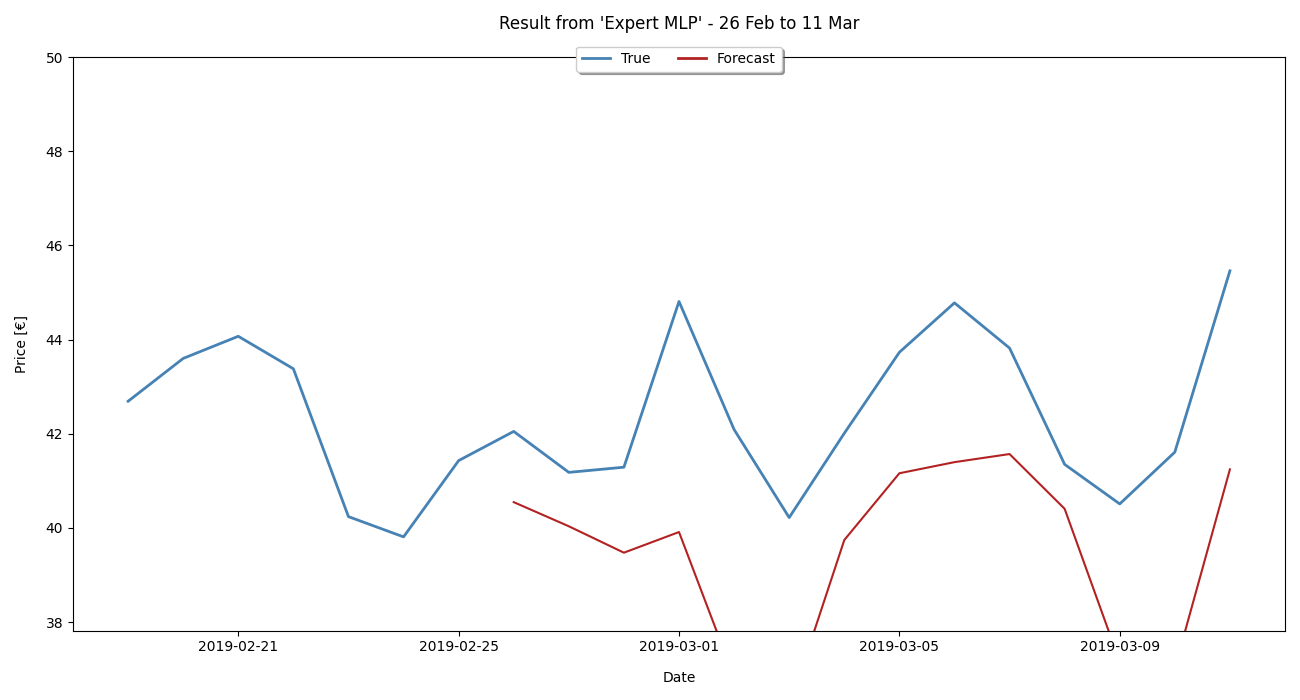 Result from 'Expert MLP' - 26 Feb to 11 Mar
True Forecast
50
48
46
44
42
40
38
Price [€]
2019-02-21 2019-02-25 2019-03-01 2019-03-05 2019-03-09
Date